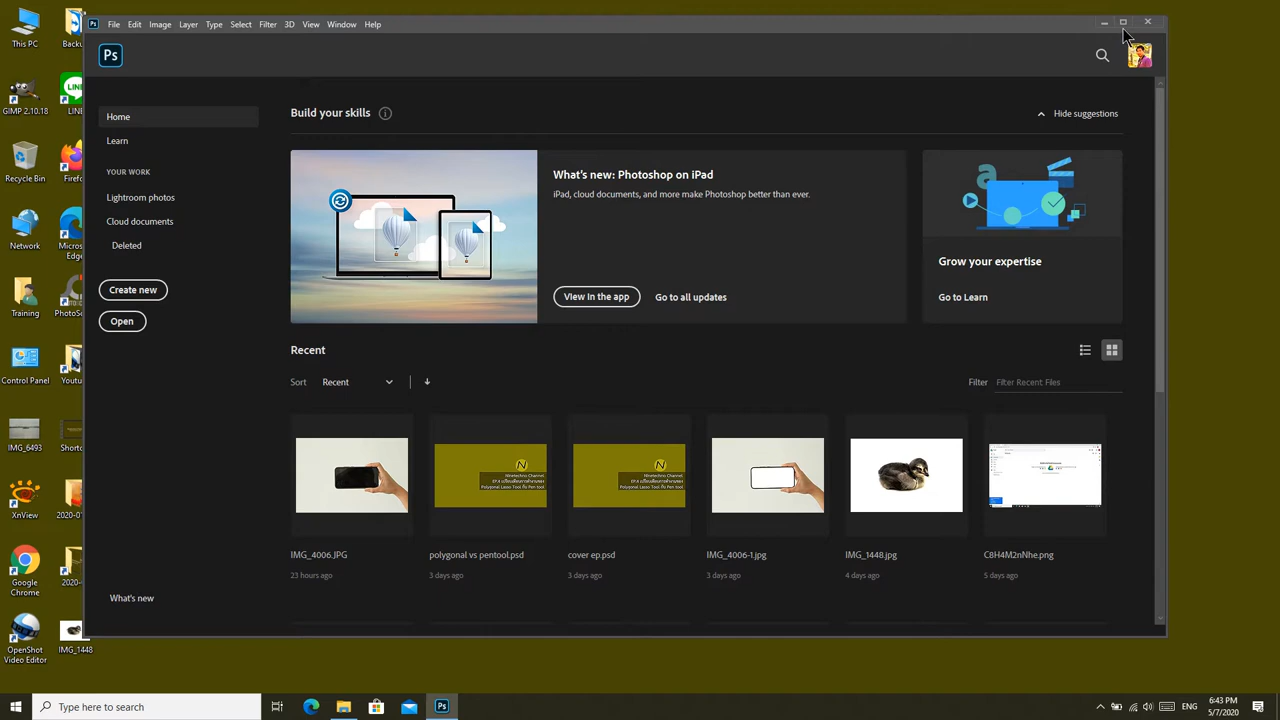 This PC
Backu
Ps File Edit Image Layer Type Select Filter 3D View Window Help
Ps
GIMP 2.10.18
LINE
Home
Learn
YOUR WORK
Lightroom photos
Cloud documents
Deleted
Create new
Open
What's new
Build your skills
Hide suggestions
What's new: Photoshop on iPad
iPad, cloud documents, and more make Photoshop better than ever.
View in the app Go to all updates
Grow your expertise
Go to Learn
Recent
Sort Recent
Filter Filter Recent Files
IMG_4006.JPG
23 hours ago
polygonal vs pentool.psd
3 days ago
cover ep.psd
3 days ago
IMG_4006-1.jpg
3 days ago
IMG_1448.jpg
4 days ago
C8H4M2nNhe.png
5 days ago
Recycle Bin
Firefo
Network
Micros
Edge
Training
PhotoSc
Control Panel
Youtu
IMG_6493
Shorto
XnView
2020-0
Google
Chrome
2020-
OpenShot
Video Editor
IMG_1448
Type here to search
Ps
ENG
6:43 PM
5/7/2020